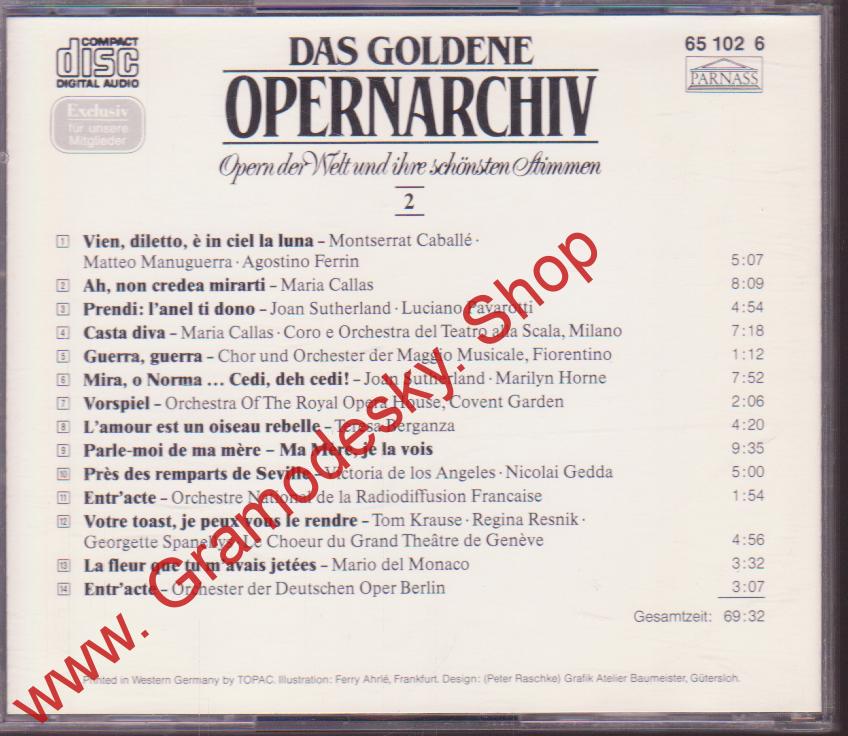 COMPACT
disc
DIGITAL AUDIO
Exclusiv
für unsere
Mitglieder
DAS GOLDENE
OPERNARCHIV
Opern der Welt und ihre schönsten Stimmen
2
65 102 6
PARNASS
1 Vien, diletto, è in ciel la luna – Montserrat Caballé ·
Matteo Manuguerra · Agostino Ferrin 5:07
2 Ah, non credea mirarti – Maria Callas 8:09
3 Prendi: l'anel ti dono – Joan Sutherland · Luciano Pavarotti 4:54
4 Casta diva – Maria Callas · Coro e Orchestra del Teatro alla Scala, Milano 7:18
5 Guerra, guerra – Chor und Orchester der Maggio Musicale, Fiorentino 1:12
6 Mira, o Norma ... Cedi, deh cedi! – Joan Sutherland · Marilyn Horne 7:52
7 Vorspiel – Orchestra Of The Royal Opera House, Covent Garden 2:06
8 L'amour est un oiseau rebelle – Teresa Berganza 4:20
9 Parle-moi de ma mère – Ma Mère, je la vois 9:35
10 Près des remparts de Seville – Victoria de los Angeles · Nicolai Gedda 5:00
11 Entr'acte – Orchestre National de la Radiodiffusion Francaise 1:54
12 Votre toast, je peux vous le rendre – Tom Krause · Regina Resnik ·
Georgette Spanellys · Le Choeur du Grand Theâtre de Genève 4:56
13 La fleur que tu m'avais jetées – Mario del Monaco 3:32
14 Entr'acte – Orchester der Deutschen Oper Berlin 3:07
Gesamtzeit: 69:32
Printed in Western Germany by TOPAC. Illustration: Ferry Ahrlé, Frankfurt. Design: (Peter Raschke) Grafik Atelier Baumeister, Gütersloh.
www. Gramodesky. Shop